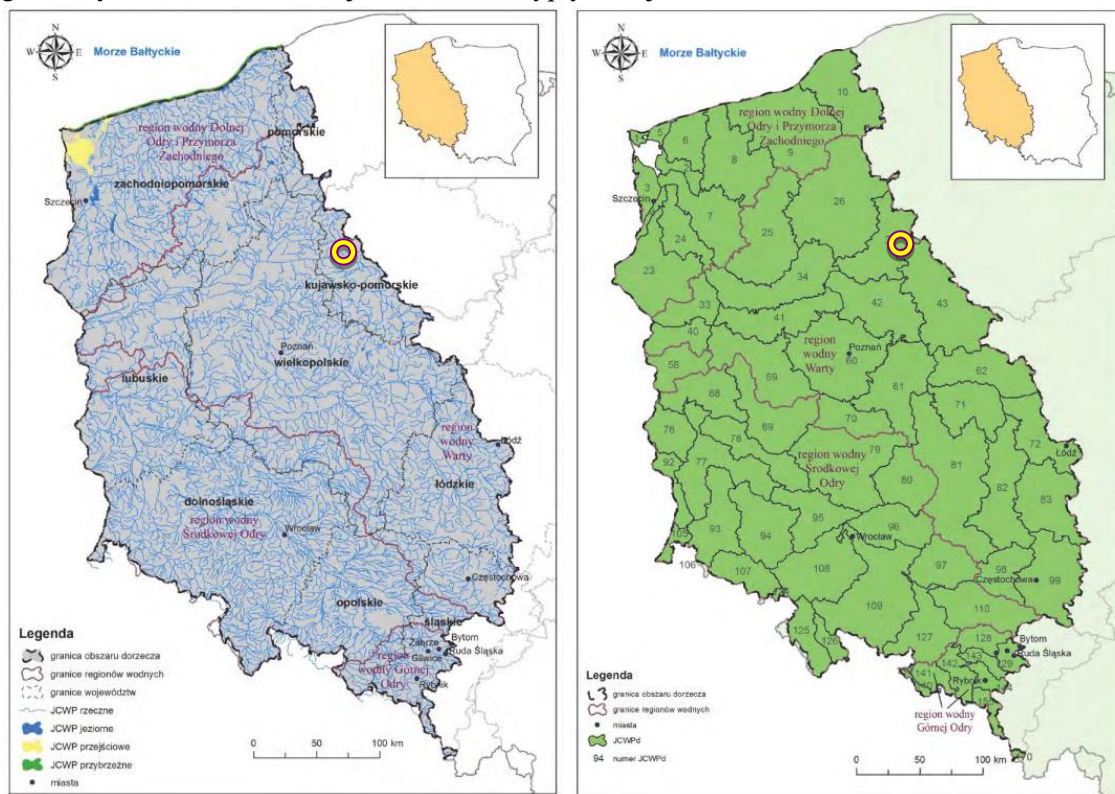 N
W
E
S
Morze Bałtyckie
region wodny Dolnej
Odry i Przymorza
Zachodniego
pomorskie
zachodniopomorskie
Szczecin
kujawsko-pomorskie
Poznań
wielkopolskie
lubuskie
region
wodny
Warty
Łódź
łódzkie
dolnośląskie
region wodny
Środkowej Odry
Wrocław
Częstochowa
opolskie
śląskie
Zabrze
Bytom
Ruda Śląska
Gliwice
region
wodny Górnej
Odry
Rybnik
Legenda
granica obszaru dorzecza
granice regionów wodnych
granice województw
JCWP rzeczne
JCWP jeziorne
JCWP przejściowe
JCWP przybrzeżne
miasta
0 50 100 km
N
W
E
S
Morze Bałtyckie
10
region wodny Dolnej
Odry i Przymorza
Zachodniego
5
6
8
9
3
Szczecin
7
26
24
25
23
34
33
42
43
41
40
region
wodny
Warty
Poznań
60
58
59
61
62
68
71
70
76
69
78
79
72
Łódź
92
77
region wodny
Środkowej
Odry
81
80
82
83
95
96
93
94
Wrocław
105
106
107
108
97
98
Częstochowa
99
109
110
125
126
127
128
Bytom
Ruda Śląska
143
129
142
141
140
Rybnik
region wodny
Górnej Odry
Legenda
granica obszaru dorzecza
granice regionów wodnych
miasta
JCWPd
94 numer JCWPd
0 50 100 km